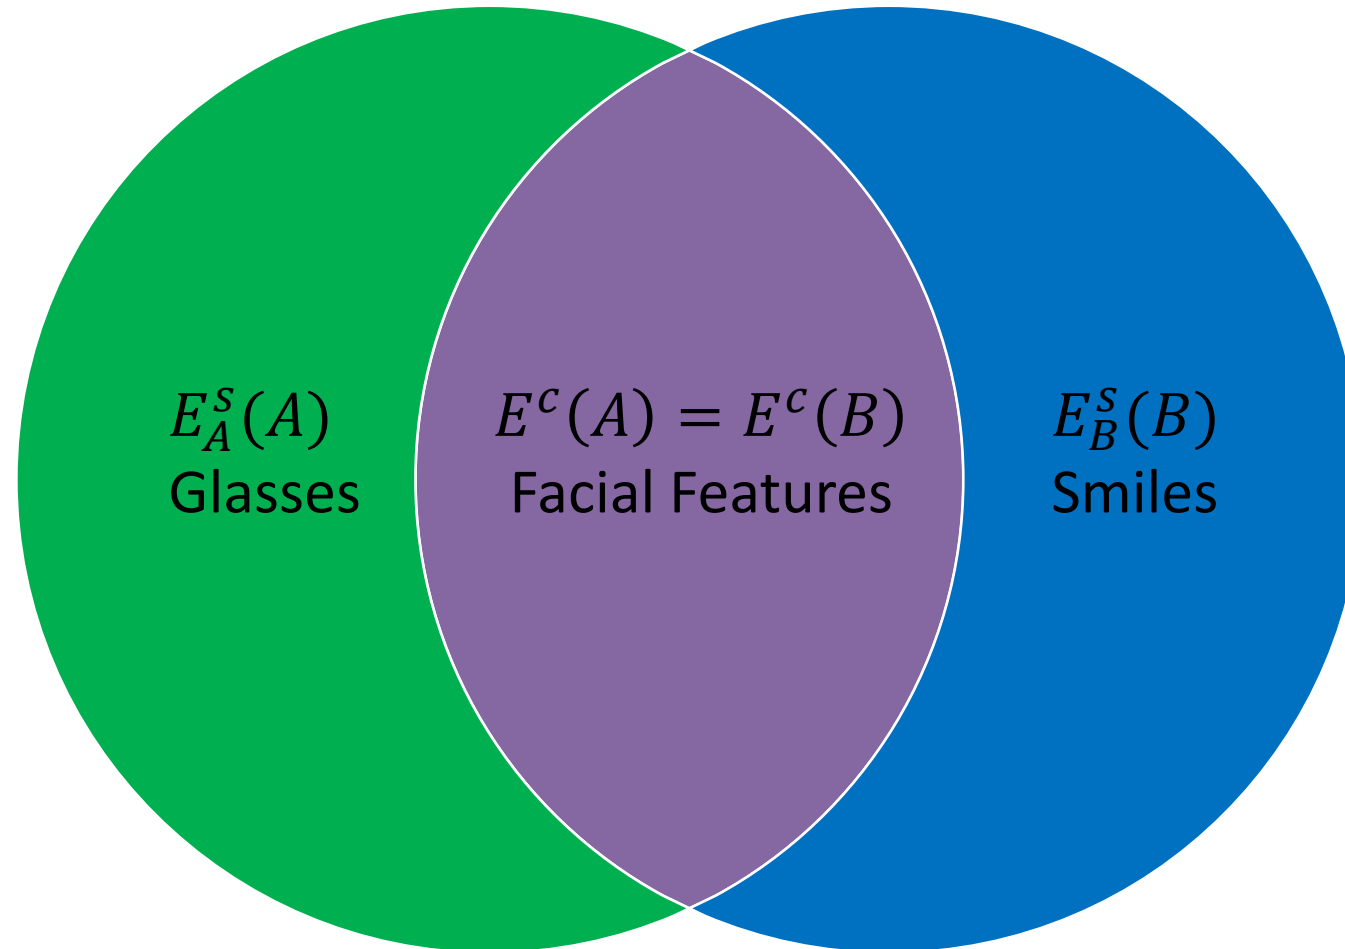 E_A^s(A)
Glasses
E^c(A) = E^c(B)
Facial Features
E_B^s(B)
Smiles